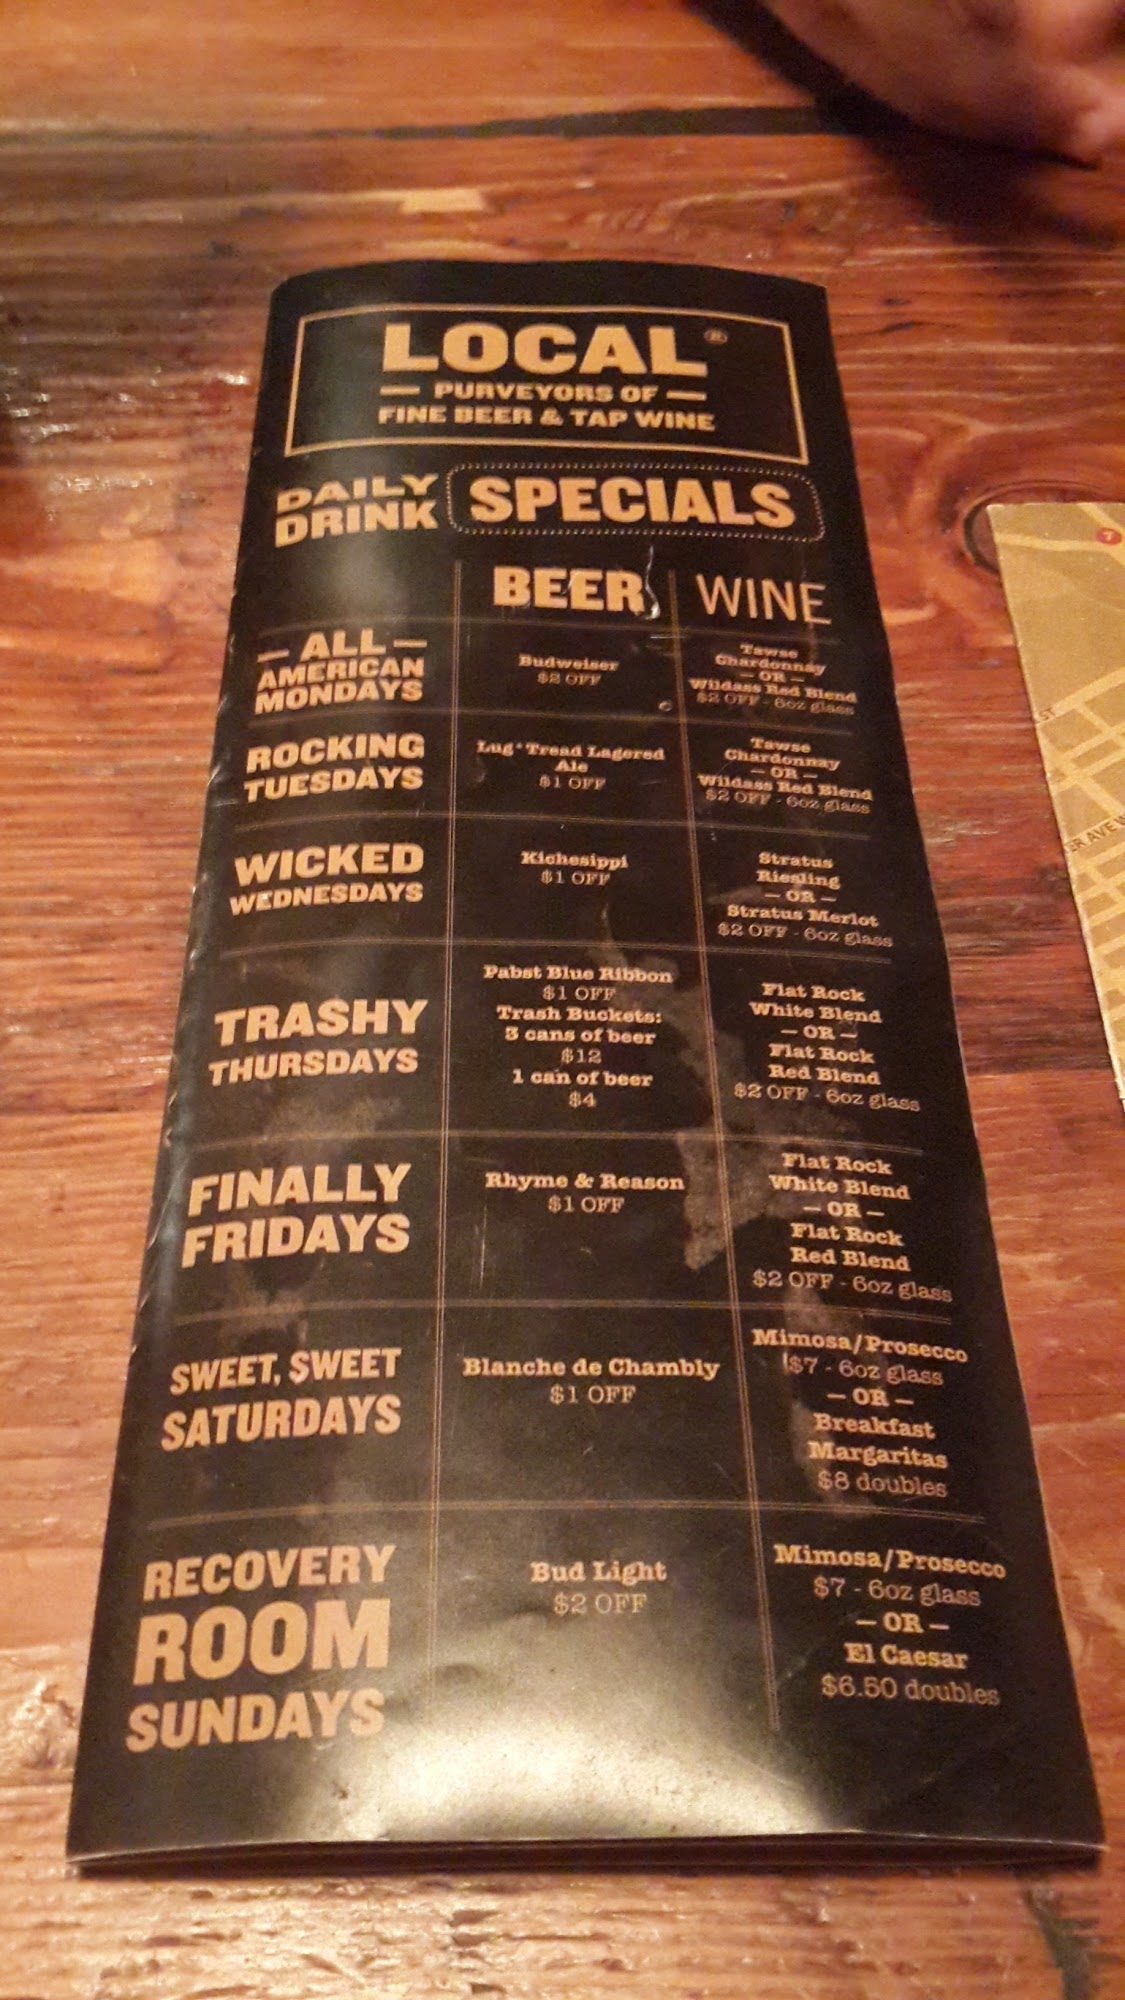 LOCAL®
— PURVEYORS OF —
FINE BEER & TAP WINE
DAILY
DRINK
SPECIALS
BEER
WINE
— ALL —
AMERICAN
MONDAYS
Budweiser
$2 OFF
Tawse
Chardonnay
— OR —
Wildass Red Blend
$2 OFF - 6oz glass
ROCKING
TUESDAYS
Lug•Tread Lagered
Ale
$1 OFF
Tawse
Chardonnay
— OR —
Wildass Red Blend
$2 OFF - 6oz glass
WICKED
WEDNESDAYS
Kichesippi
$1 OFF
Stratus
Riesling
— OR —
Stratus Merlot
$2 OFF - 6oz glass
TRASHY
THURSDAYS
Pabst Blue Ribbon
$1 OFF
Trash Buckets:
3 cans of beer
$12
1 can of beer
$4
Flat Rock
White Blend
— OR —
Flat Rock
Red Blend
$2 OFF - 6oz glass
FINALLY
FRIDAYS
Rhyme & Reason
$1 OFF
Flat Rock
White Blend
— OR —
Flat Rock
Red Blend
$2 OFF - 6oz glass
SWEET, SWEET
SATURDAYS
Blanche de Chambly
$1 OFF
Mimosa/Prosecco
$7 - 6oz glass
— OR —
Breakfast
Margaritas
$8 doubles
RECOVERY
ROOM
SUNDAYS
Bud Light
$2 OFF
Mimosa/Prosecco
$7 - 6oz glass
— OR —
El Caesar
$6.50 doubles
7
ST
ER AVE W